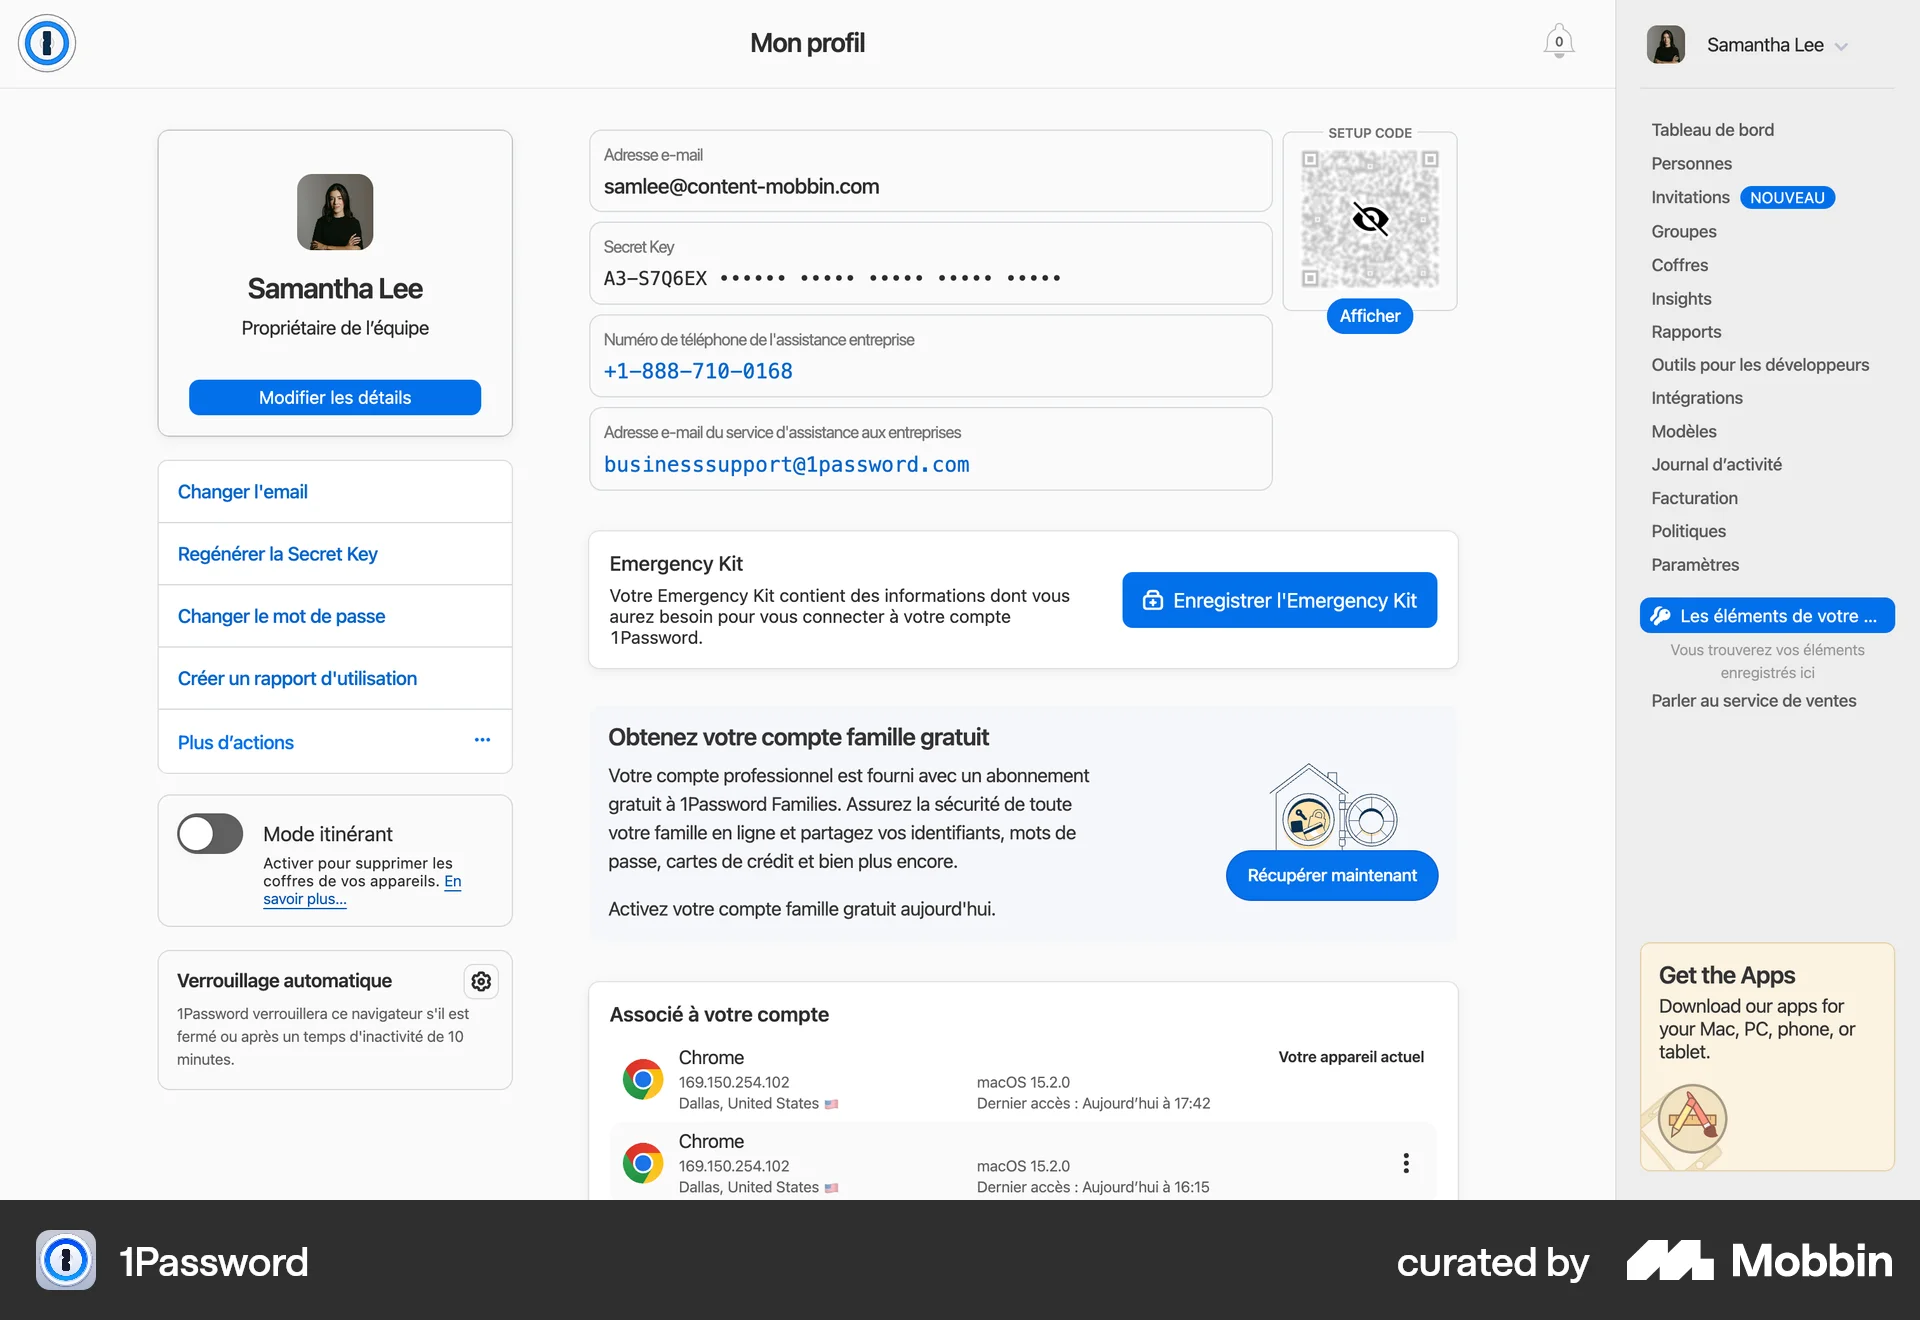 Mon profil
0
Samantha Lee
Samantha Lee
Propriétaire de l’équipe
Modifier les détails
Changer l'email
Regénérer la Secret Key
Changer le mot de passe
Créer un rapport d'utilisation
Plus d’actions
Mode itinérant
Activer pour supprimer les
coffres de vos appareils. En
savoir plus...
Verrouillage automatique
1Password verrouillera ce navigateur s'il est
fermé ou après un temps d'inactivité de 10
minutes.
Adresse e-mail
samlee@content-mobbin.com
Secret Key
A3-S7Q6EX •••••• ••••• ••••• ••••• •••••
Numéro de téléphone de l'assistance entreprise
+1-888-710-0168
Adresse e-mail du service d'assistance aux entreprises
businesssupport@1password.com
SETUP CODE
Afficher
Emergency Kit
Votre Emergency Kit contient des informations dont vous
aurez besoin pour vous connecter à votre compte
1Password.
Enregistrer l'Emergency Kit
Obtenez votre compte famille gratuit
Votre compte professionnel est fourni avec un abonnement
gratuit à 1Password Families. Assurez la sécurité de toute
votre famille en ligne et partagez vos identifiants, mots de
passe, cartes de crédit et bien plus encore.
Activez votre compte famille gratuit aujourd'hui.
Récupérer maintenant
Associé à votre compte
Chrome
169.150.254.102
Dallas, United States
macOS 15.2.0
Dernier accès : Aujourd’hui à 17:42
Votre appareil actuel
Chrome
169.150.254.102
Dallas, United States
macOS 15.2.0
Dernier accès : Aujourd’hui à 16:15
Tableau de bord
Personnes
Invitations NOUVEAU
Groupes
Coffres
Insights
Rapports
Outils pour les développeurs
Intégrations
Modèles
Journal d’activité
Facturation
Politiques
Paramètres
Les éléments de votre ...
Vous trouverez vos éléments
enregistrés ici
Parler au service de ventes
Get the Apps
Download our apps for
your Mac, PC, phone, or
tablet.
1Password
curated by
Mobbin